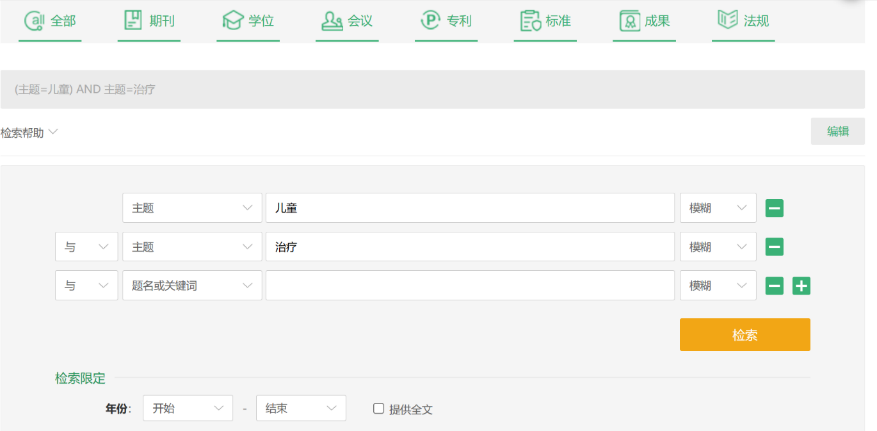 all 全部 期刊 学位 会议 P 专利 标准 成果 法规
(主题=儿童) AND 主题=治疗
检索帮助 编辑
主题 儿童 模糊
与 主题 治疗 模糊
与 题名或关键词 模糊
检索
检索限定
年份: 开始 - 结束 提供全文